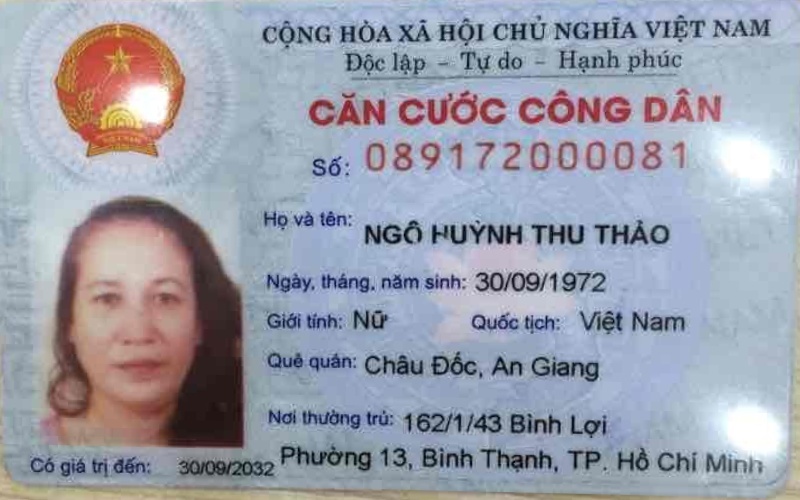 CỘNG HÒA XÃ HỘI CHỦ NGHĨA VIỆT NAM
Độc lập - Tự do - Hạnh phúc
CĂN CƯỚC CÔNG DÂN
Số: 089172000081
Họ và tên: NGÔ HUỲNH THU THẢO
Ngày, tháng, năm sinh: 30/09/1972
Giới tính: Nữ Quốc tịch: Việt Nam
Quê quán: Châu Đốc, An Giang
Nơi thường trú: 162/1/43 Bình Lợi
Phường 13, Bình Thạnh, TP. Hồ Chí Minh
Có giá trị đến: 30/09/2032